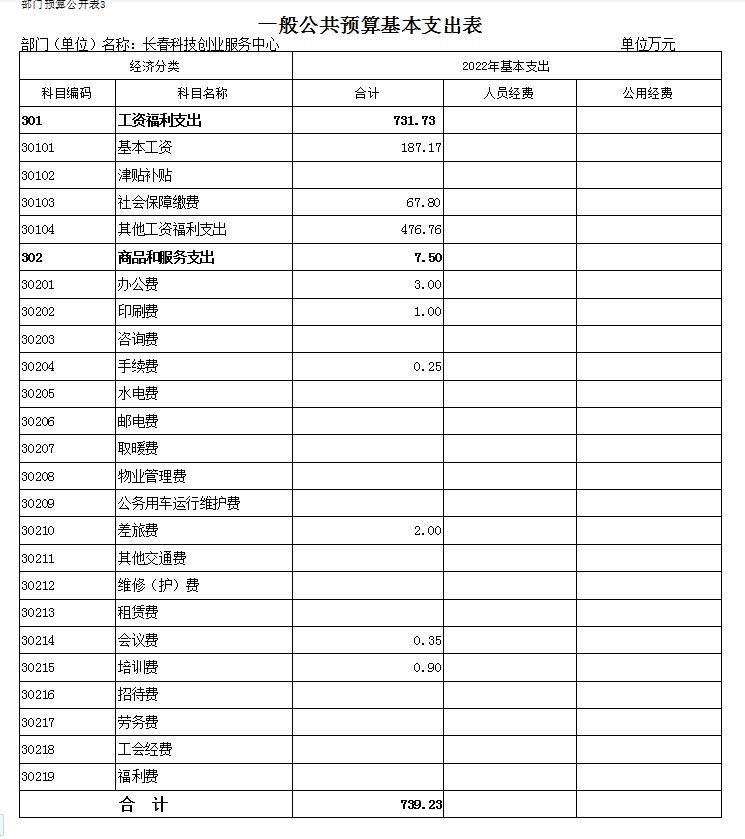 部门预算公开表3
一般公共预算基本支出表
部门（单位）名称：长春科技创业服务中心 单位万元
经济分类 2022年基本支出
科目编码 科目名称 合计 人员经费 公用经费
301 工资福利支出 731.73
30101 基本工资 187.17
30102 津贴补贴
30103 社会保障缴费 67.80
30104 其他工资福利支出 476.76
302 商品和服务支出 7.50
30201 办公费 3.00
30202 印刷费 1.00
30203 咨询费
30204 手续费 0.25
30205 水电费
30206 邮电费
30207 取暖费
30208 物业管理费
30209 公务用车运行维护费
30210 差旅费 2.00
30211 其他交通费
30212 维修（护）费
30213 租赁费
30214 会议费 0.35
30215 培训费 0.90
30216 招待费
30217 劳务费
30218 工会经费
30219 福利费
合 计 739.23